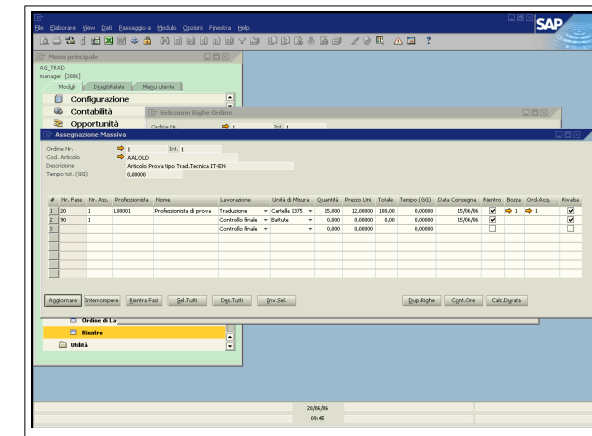 File Elaborare View Dati Passaggio a Modulo Opzioni Finestra Help
SAP
Menu principale
AG_TRAD
manager [2006]
Moduli Drag&Relate Menu utente
Configurazione
Contabilità
Opportunità
Selezione Righe Ordine
Ordine Nr. 1 Int. 1
Assegnazione Massiva
Ordine Nr. 1 Int. 1
Cod. Articolo AALOLD
Descrizione Articolo Prova tipo Trad.Tecnica IT-EN
Tempo tot. (GG) 0,00000
# Nr. Fase Nr. Ass. Professionista Nome Lavorazione Unità di Misura Quantità Prezzo Uni Totale Tempo (GG) Data Consegna Rientro Bozza Ord.Acq. Rivalsa
1 20 1 L00001 Professionista di prova Traduzione Cartella 1375 15,000 12,00000 180,00 0,00000 15/06/06 1 1
2 90 1 Controllo finale Battute 0,000 0,00000 0,00 0,00000 15/06/06
3 Controllo finale 0,000 0,00000 0,00000
Aggiornare Interrompere Rientra Fasi Sel.Tutti Des.Tutti Inv.Sel. Dup.Righe Cont.Ore Calc.Durata
Ordine di La
Rientro
Utilità
20/06/06
09:45